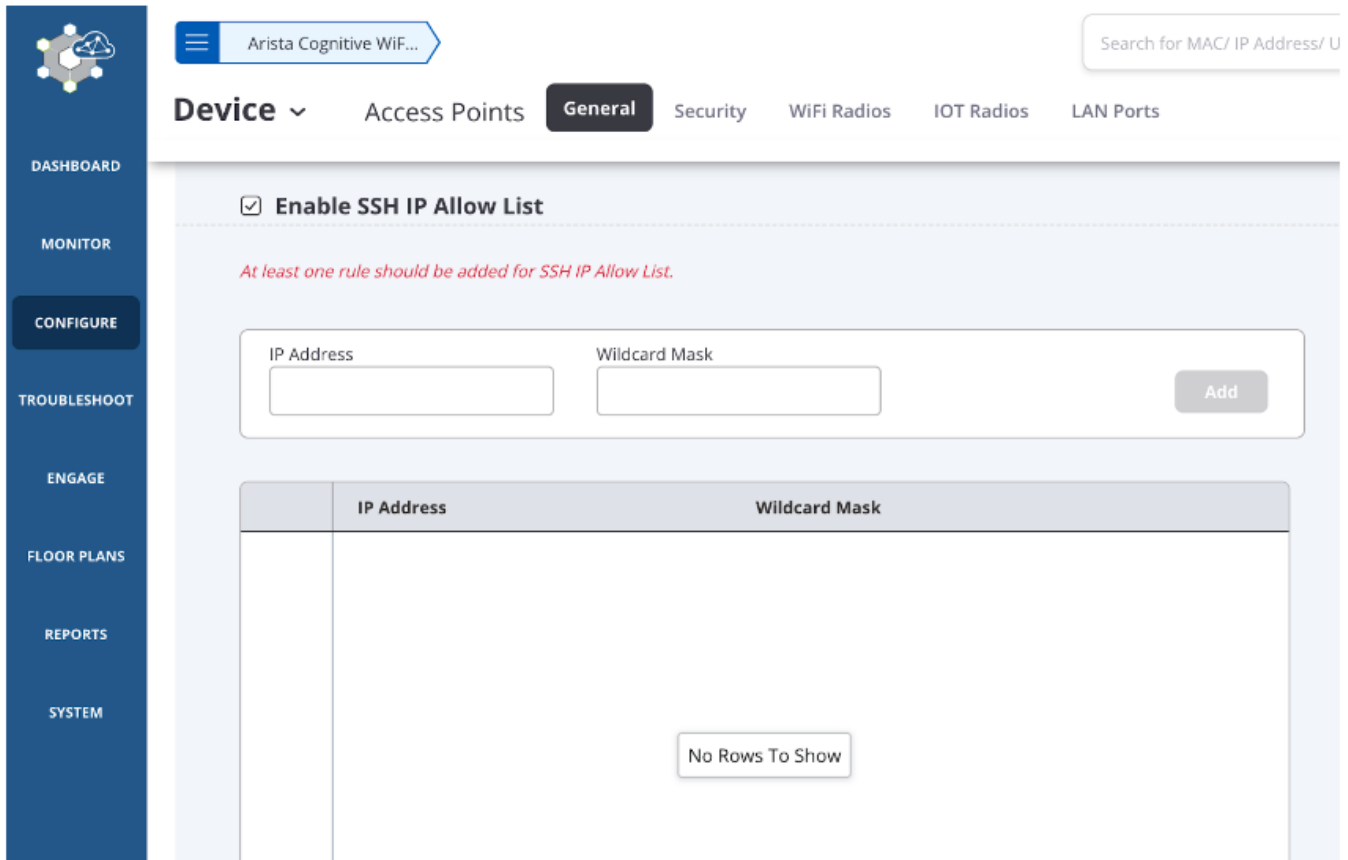 Arista Cognitive WiF...
Search for MAC/ IP Address/ U
Device
Access Points
General
Security
WiFi Radios
IOT Radios
LAN Ports
DASHBOARD
MONITOR
CONFIGURE
TROUBLESHOOT
ENGAGE
FLOOR PLANS
REPORTS
SYSTEM
Enable SSH IP Allow List
At least one rule should be added for SSH IP Allow List.
IP Address
Wildcard Mask
Add
IP Address
Wildcard Mask
No Rows To Show